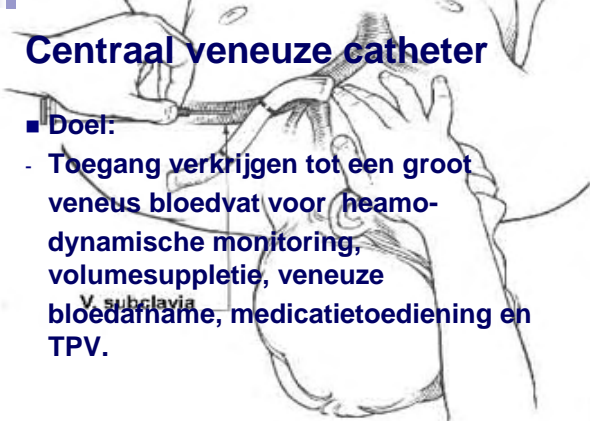 Centraal veneuze catheter
■ Doel:
- Toegang verkrijgen tot een groot
veneus bloedvat voor heamo-
dynamische monitoring,
volumesuppletie, veneuze
V. subclavia
bloedafname, medicatietoediening en
TPV.